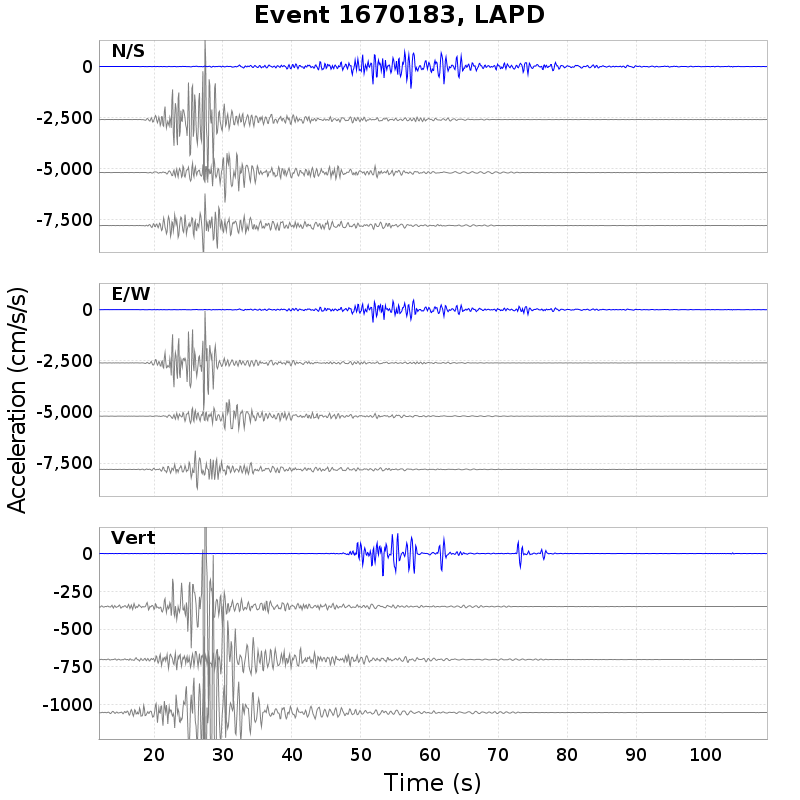 Event 1670183, LAPD
N/S
0
-2,500
-5,000
-7,500
E/W
0
-2,500
-5,000
-7,500
Acceleration (cm/s/s)
Vert
0
-250
-500
-750
-1000
20 30 40 50 60 70 80 90 100
Time (s)